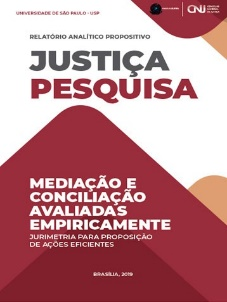 UNIVERSIDADE DE SÃO PAULO - USP
CNJ
RELATÓRIO ANALÍTICO PROPOSITIVO
JUSTIÇA
PESQUISA
MEDIAÇÃO E
CONCILIAÇÃO
AVALIADAS
EMPIRICAMENTE
JURIMETRIA PARA PROPOSIÇÃO
DE AÇÕES EFICIENTES
BRASÍLIA, 2019